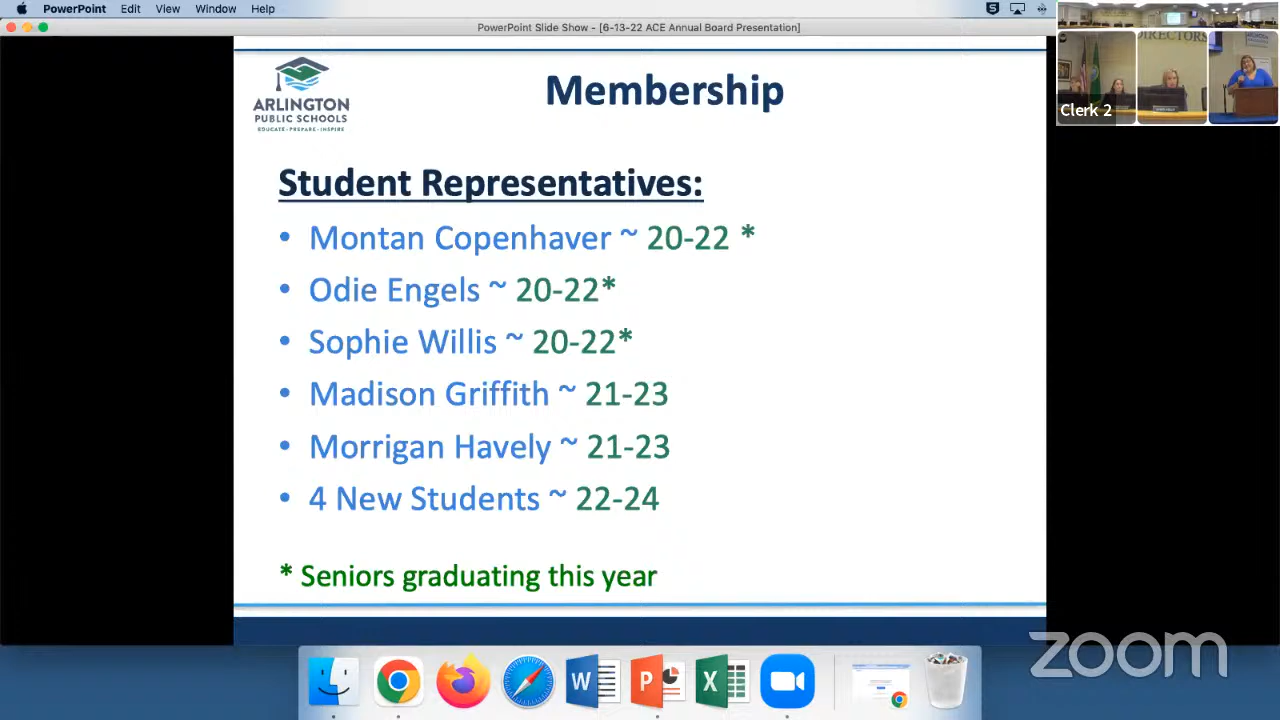 PowerPoint Edit View Window Help
PowerPoint Slide Show - [6-13-22 ACE Annual Board Presentation]
DIRECTORS
Clerk 2
ARLINGTON
PUBLIC SCHOOLS
EDUCATE • PREPARE • INSPIRE
Membership
Student Representatives:
• Montan Copenhaver ~ 20-22 *
• Odie Engels ~ 20-22*
• Sophie Willis ~ 20-22*
• Madison Griffith ~ 21-23
• Morrigan Havely ~ 21-23
• 4 New Students ~ 22-24
* Seniors graduating this year
zoom
W
P
X